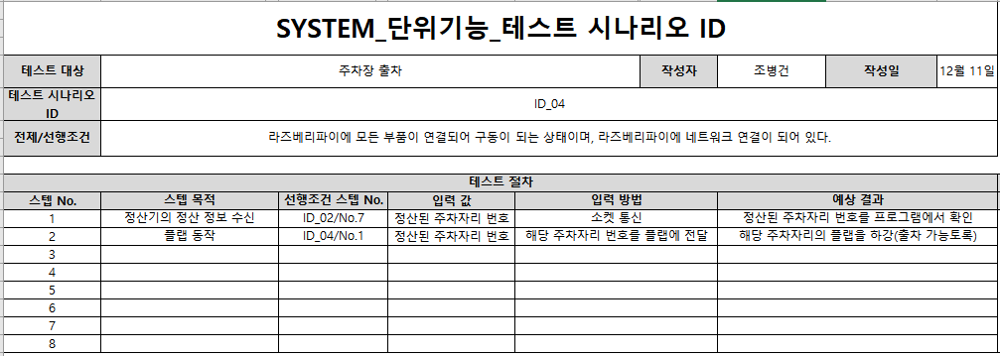 SYSTEM_단위기능_테스트 시나리오 ID
테스트 대상 주차장 출차 작성자 조병건 작성일 12월 11일
테스트 시나리오
ID
ID_04
전제/선행조건 라즈베리파이에 모든 부품이 연결되어 구동이 되는 상태이며, 라즈베리파이에 네트워크 연결이 되어 있다.
테스트 절차
스텝 No. 스텝 목적 선행조건 스텝 No. 입력 값 입력 방법 예상 결과
1 정산기의 정산 정보 수신 ID_02/No.7 정산된 주차자리 번호 소켓 통신 정산된 주차자리 번호를 프로그램에서 확인
2 플랩 동작 ID_04/No.1 정산된 주차자리 번호 해당 주차자리 번호를 플랩에 전달 해당 주차자리의 플랩을 하강(출차 가능토록)
3
4
5
6
7
8